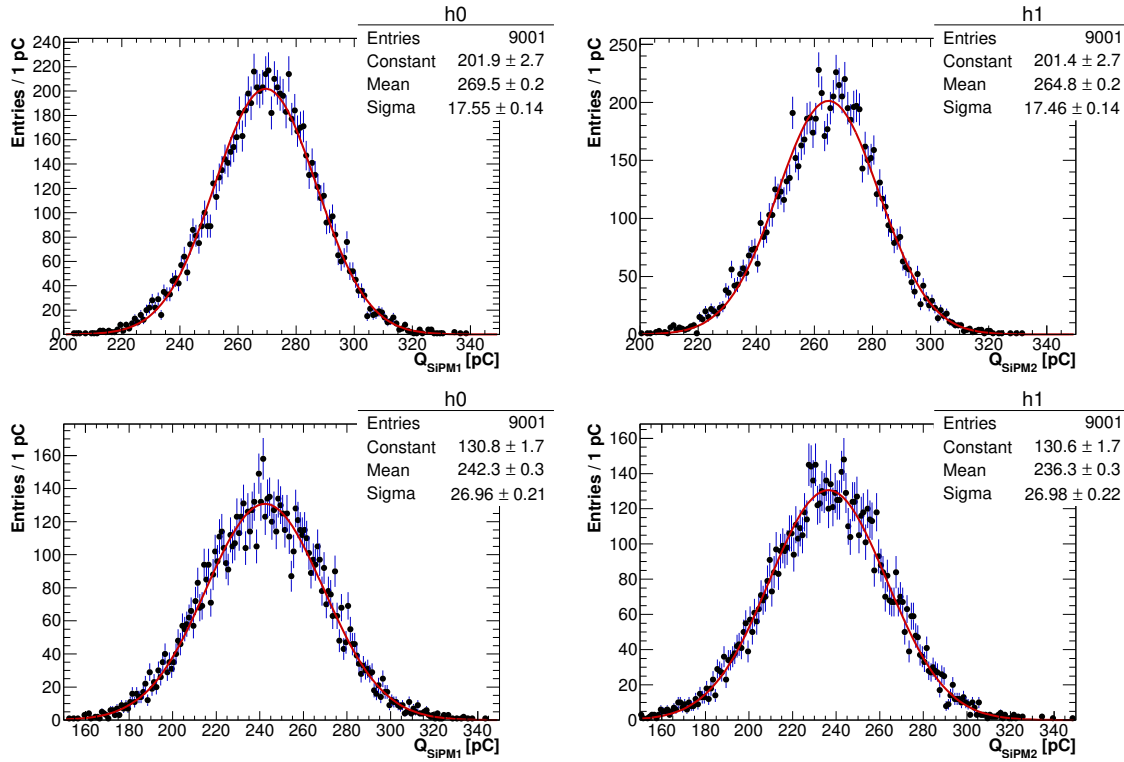 h0
Entries 9001
Constant 201.9 ± 2.7
Mean 269.5 ± 0.2
Sigma 17.55 ± 0.14
Entries / 1 pC
240
220
200
180
160
140
120
100
80
60
40
20
0
200 220 240 260 280 300 320 340
Q_SiPM1 [pC]
h1
Entries 9001
Constant 201.4 ± 2.7
Mean 264.8 ± 0.2
Sigma 17.46 ± 0.14
Entries / 1 pC
250
200
150
100
50
0
200 220 240 260 280 300 320 340
Q_SiPM2 [pC]
h0
Entries 9001
Constant 130.8 ± 1.7
Mean 242.3 ± 0.3
Sigma 26.96 ± 0.21
Entries / 1 pC
160
140
120
100
80
60
40
20
0
160 180 200 220 240 260 280 300 320 340
Q_SiPM1 [pC]
h1
Entries 9001
Constant 130.6 ± 1.7
Mean 236.3 ± 0.3
Sigma 26.98 ± 0.22
Entries / 1 pC
160
140
120
100
80
60
40
20
0
160 180 200 220 240 260 280 300 320 340
Q_SiPM2 [pC]